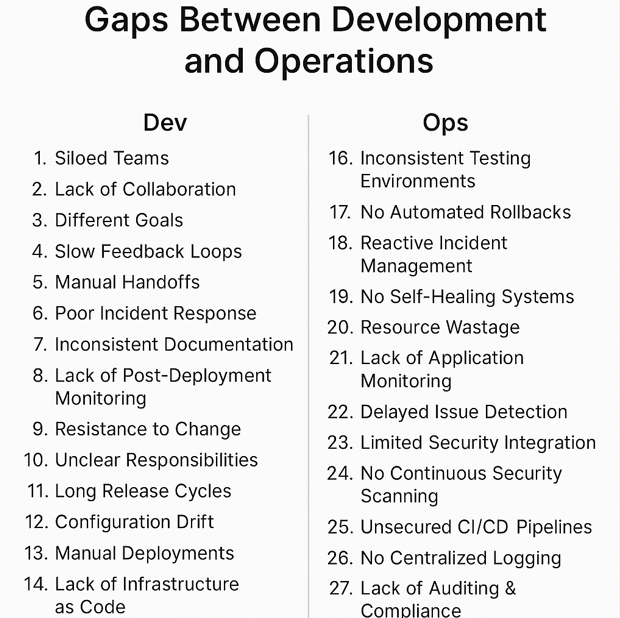 Gaps Between Development
and Operations
Dev
1. Siloed Teams
2. Lack of Collaboration
3. Different Goals
4. Slow Feedback Loops
5. Manual Handoffs
6. Poor Incident Response
7. Inconsistent Documentation
8. Lack of Post-Deployment
Monitoring
9. Resistance to Change
10. Unclear Responsibilities
11. Long Release Cycles
12. Configuration Drift
13. Manual Deployments
14. Lack of Infrastructure
as Code
Ops
16. Inconsistent Testing
Environments
17. No Automated Rollbacks
18. Reactive Incident
Management
19. No Self-Healing Systems
20. Resource Wastage
21. Lack of Application
Monitoring
22. Delayed Issue Detection
23. Limited Security Integration
24. No Continuous Security
Scanning
25. Unsecured CI/CD Pipelines
26. No Centralized Logging
27. Lack of Auditing &
Compliance